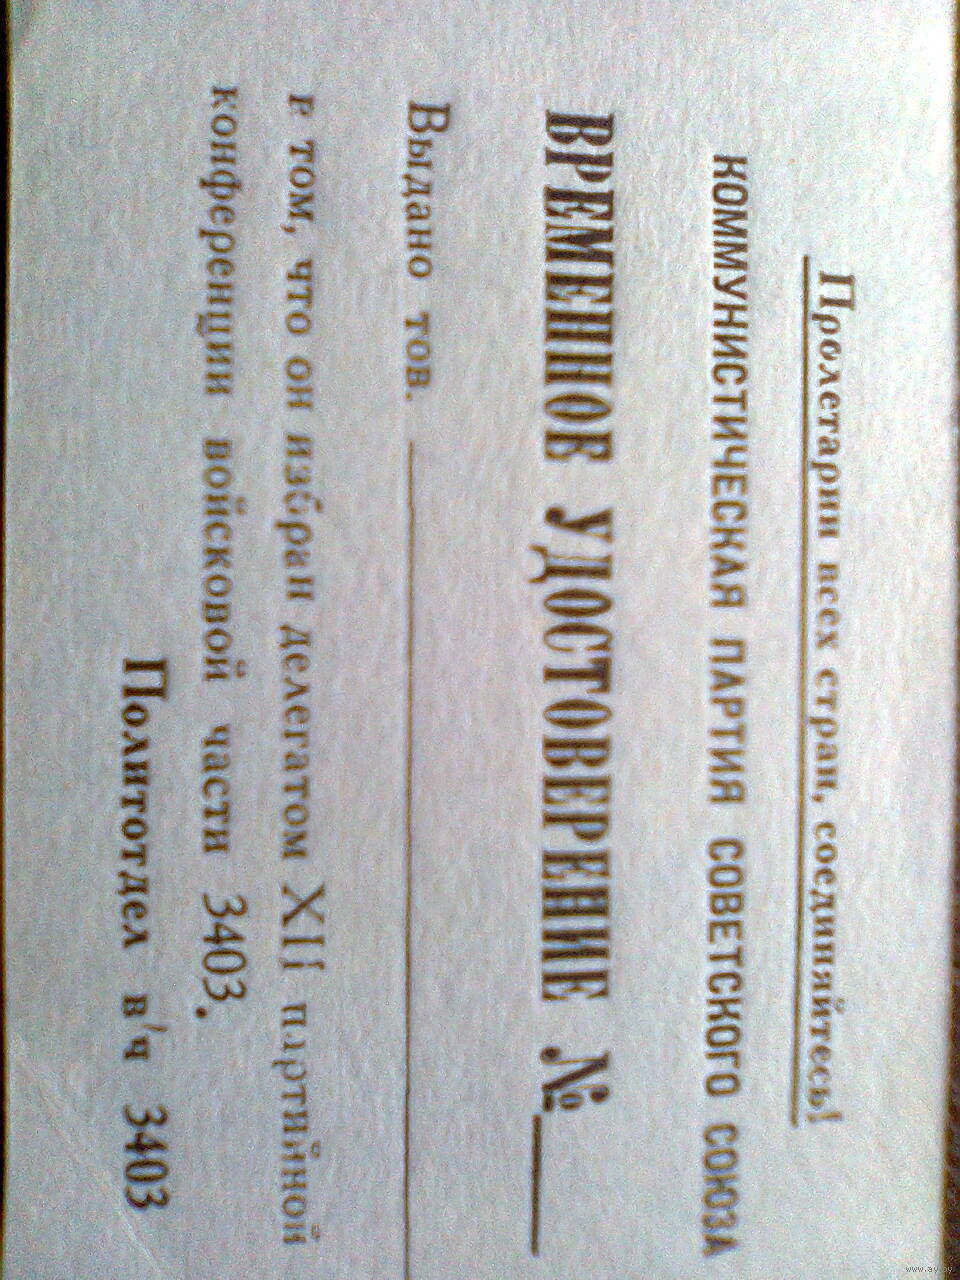 Пролетарии всех стран, соединяйтесь!
КОММУНИСТИЧЕСКАЯ ПАРТИЯ СОВЕТСКОГО СОЮЗА
ВРЕМЕННОЕ УДОСТОВЕРЕНИЕ №
Выдано тов.
в том, что он избран делегатом XII партийной
конференции войсковой части 3403.
Политотдел в/ч 3403